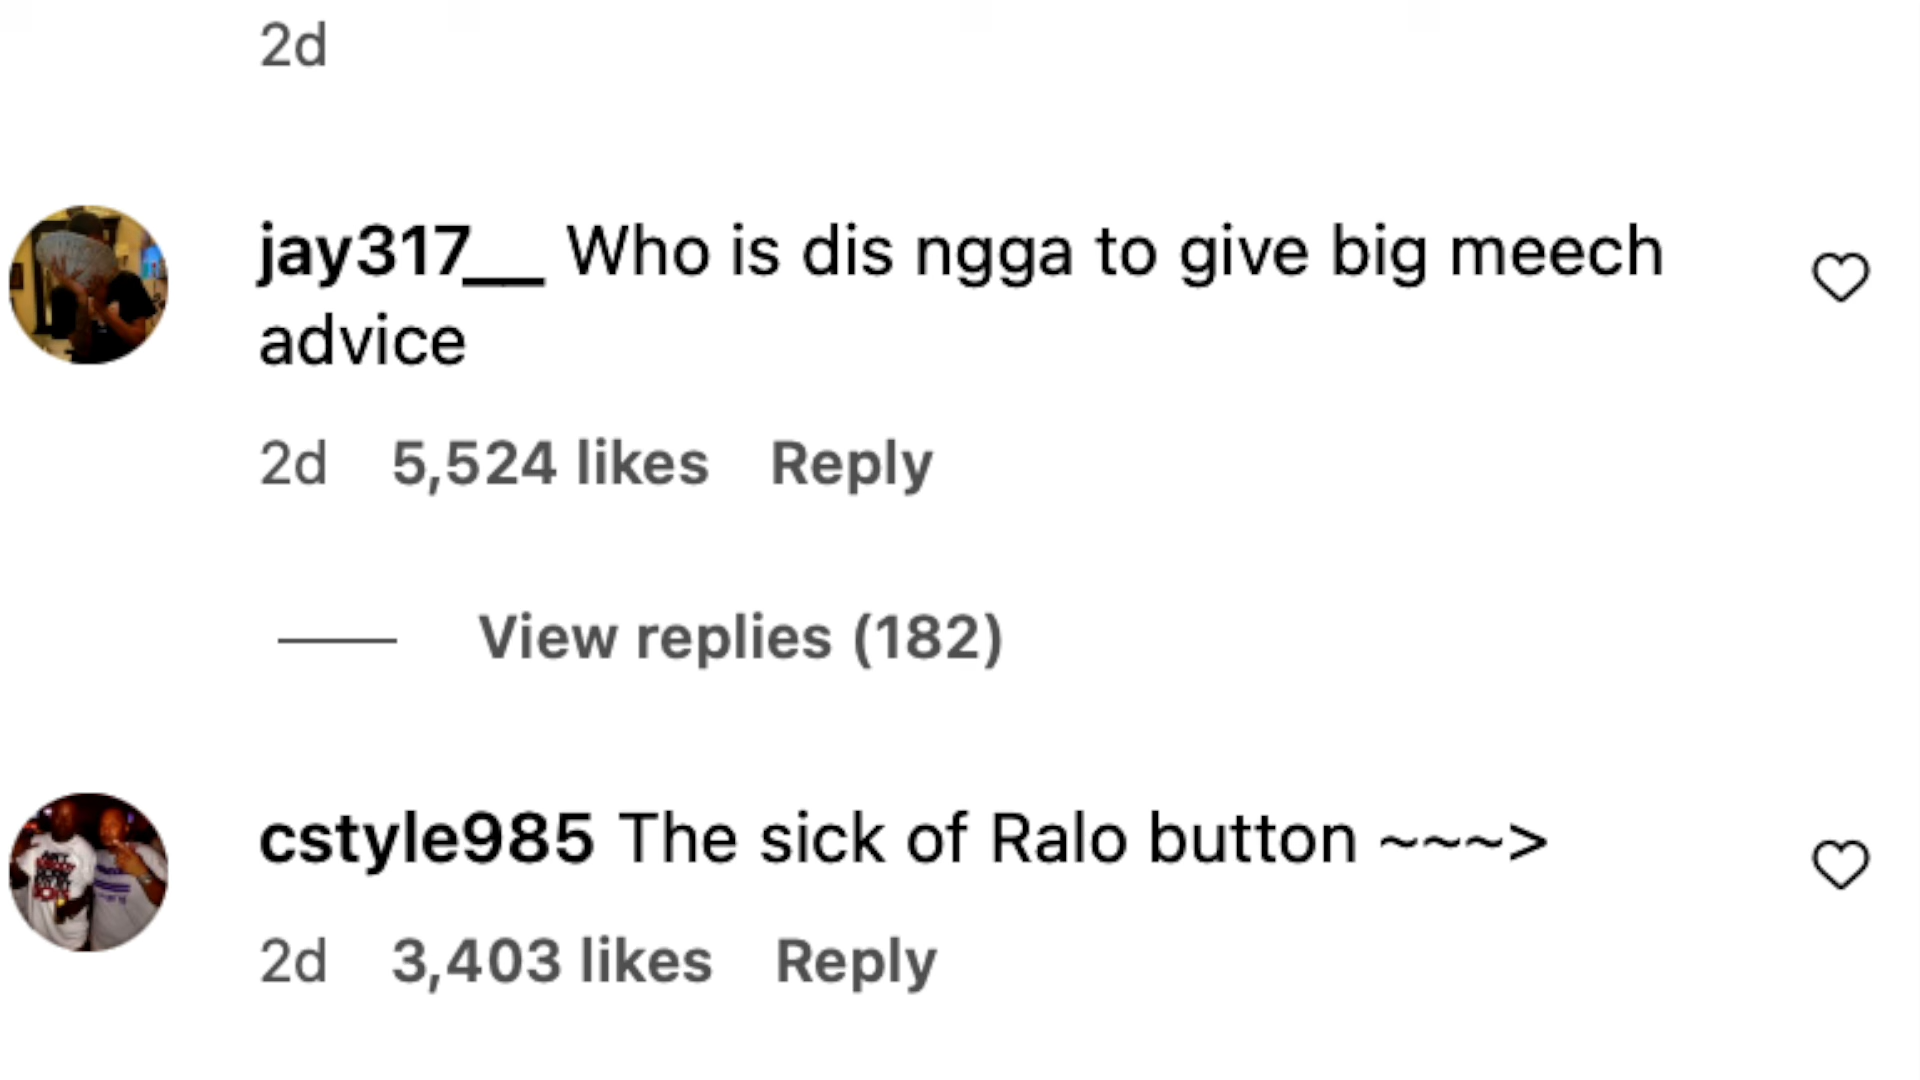 2d
jay317__ Who is dis ngga to give big meech
advice
2d 5,524 likes Reply
View replies (182)
cstyle985 The sick of Ralo button ~~~>
2d 3,403 likes Reply